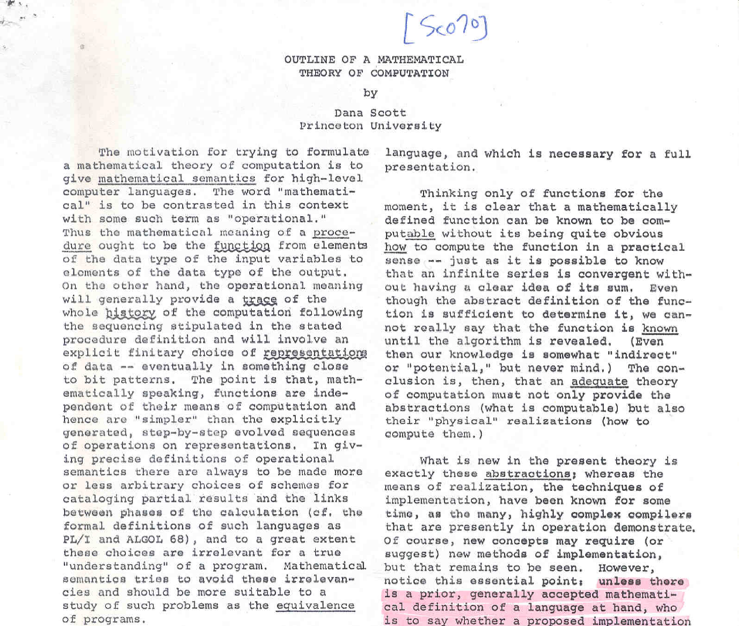 [Sco70]
OUTLINE OF A MATHEMATICAL
THEORY OF COMPUTATION
by
Dana Scott
Princeton University
The motivation for trying to formulate
a mathematical theory of computation is to
give mathematical semantics for high-level
computer languages. The word "mathemati-
cal" is to be contrasted in this context
with some such term as "operational."
Thus the mathematical meaning of a proce-
dure ought to be the function from elements
of the data type of the input variables to
elements of the data type of the output.
On the other hand, the operational meaning
will generally provide a trace of the
whole history of the computation following
the sequencing stipulated in the stated
procedure definition and will involve an
explicit finitary choice of representations
of data -- eventually in something close
to bit patterns. The point is that, math-
ematically speaking, functions are inde-
pendent of their means of computation and
hence are "simpler" than the explicitly
generated, step-by-step evolved sequences
of operations on representations. In giv-
ing precise definitions of operational
semantics there are always to be made more
or less arbitrary choices of schemes for
cataloging partial results and the links
between phases of the calculation (cf. the
formal definitions of such languages as
PL/I and ALGOL 68), and to a great extent
these choices are irrelevant for a true
"understanding" of a program. Mathematical
semantics tries to avoid these irrelevan-
cies and should be more suitable to a
study of such problems as the equivalence
of programs.
language, and which is necessary for a full
presentation.
Thinking only of functions for the
moment, it is clear that a mathematically
defined function can be known to be com-
putable without its being quite obvious
how to compute the function in a practical
sense -- just as it is possible to know
that an infinite series is convergent with-
out having a clear idea of its sum. Even
though the abstract definition of the func-
tion is sufficient to determine it, we can-
not really say that the function is known
until the algorithm is revealed. (Even
then our knowledge is somewhat "indirect"
or "potential," but never mind.) The con-
clusion is, then, that an adequate theory
of computation must not only provide the
abstractions (what is computable) but also
their "physical" realizations (how to
compute them.)
What is new in the present theory is
exactly these abstractions; whereas the
means of realization, the techniques of
implementation, have been known for some
time, as the many, highly complex compilers
that are presently in operation demonstrate.
Of course, new concepts may require (or
suggest) new methods of implementation,
but that remains to be seen. However,
notice this essential point: unless there
is a prior, generally accepted mathemati-
cal definition of a language at hand, who
is to say whether a proposed implementation